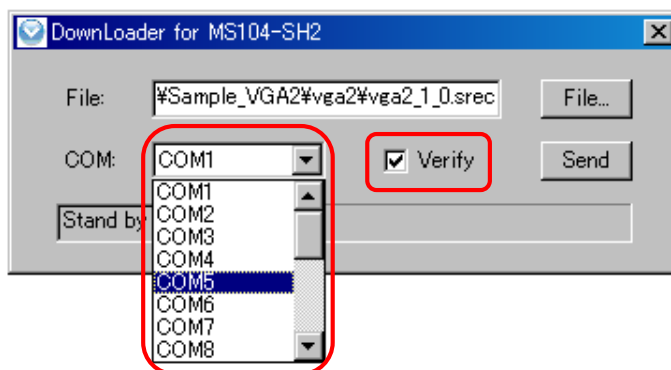 DownLoader for MS104-SH2
File: ¥Sample_VGA2¥vga2¥vga2_1_0.srec File...
COM: COM1 Verify Send
COM1
Stand by COM2
COM3
COM4
COM5
COM6
COM7
COM8